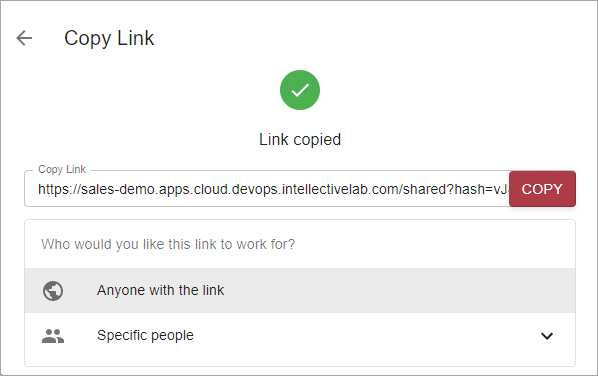 Copy Link
Link copied
Copy Link
https://sales-demo.apps.cloud.devops.intellectivelab.com/shared?hash=vJ
COPY
Who would you like this link to work for?
Anyone with the link
Specific people